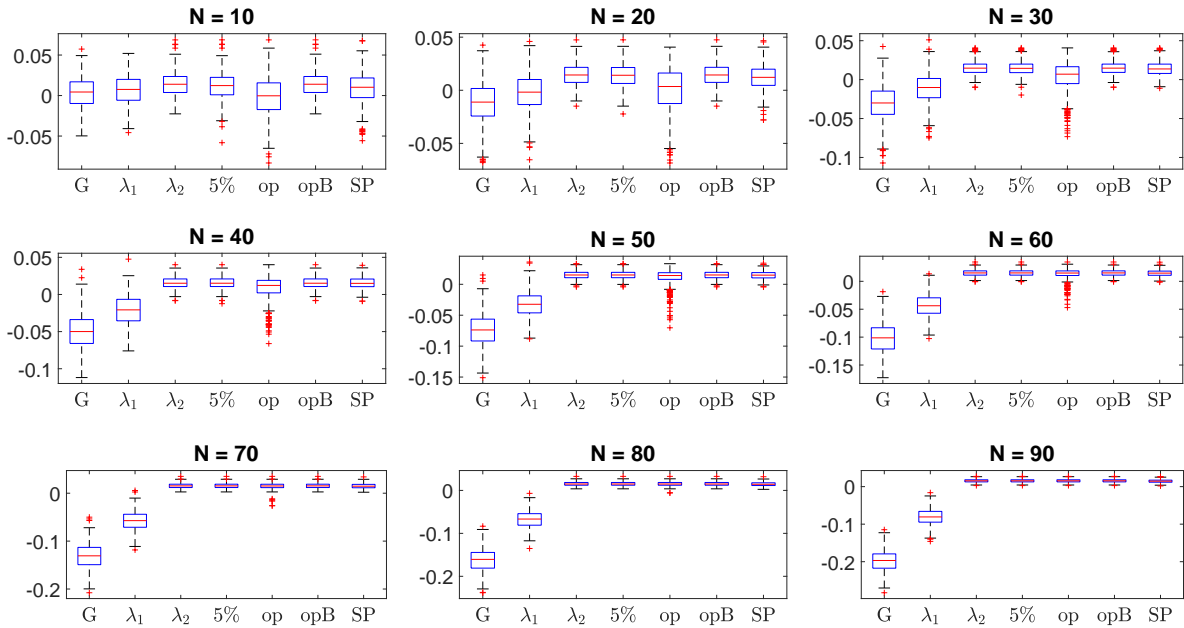 N = 10
0.05
0
-0.05
G λ1 λ2 5% op opB SP
N = 20
0.05
0
-0.05
G λ1 λ2 5% op opB SP
N = 30
0.05
0
-0.05
-0.1
G λ1 λ2 5% op opB SP
N = 40
0.05
0
-0.05
-0.1
G λ1 λ2 5% op opB SP
N = 50
0
-0.05
-0.1
-0.15
G λ1 λ2 5% op opB SP
N = 60
0
-0.05
-0.1
-0.15
G λ1 λ2 5% op opB SP
N = 70
0
-0.1
-0.2
G λ1 λ2 5% op opB SP
N = 80
0
-0.1
-0.2
G λ1 λ2 5% op opB SP
N = 90
0
-0.1
-0.2
G λ1 λ2 5% op opB SP